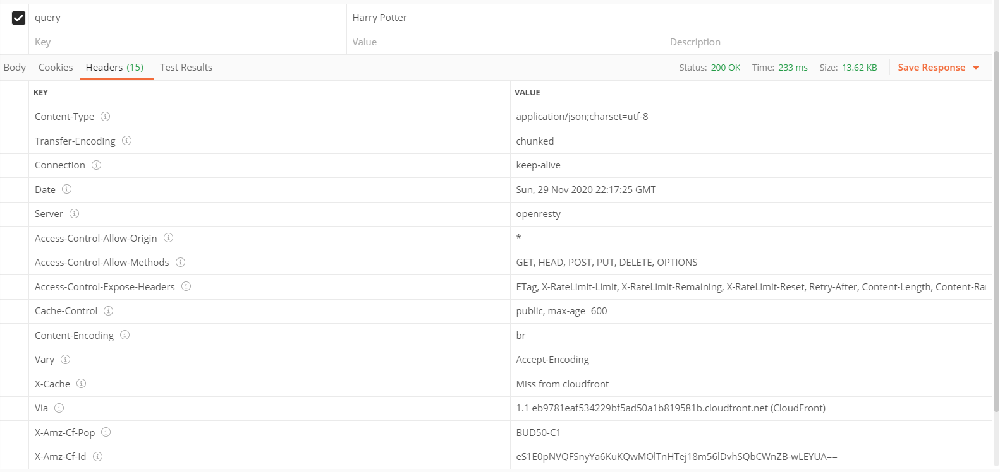 query Harry Potter
Key Value Description
Body Cookies Headers (15) Test Results Status: 200 OK Time: 233 ms Size: 13.62 KB Save Response
KEY VALUE
Content-Type application/json;charset=utf-8
Transfer-Encoding chunked
Connection keep-alive
Date Sun, 29 Nov 2020 22:17:25 GMT
Server openresty
Access-Control-Allow-Origin *
Access-Control-Allow-Methods GET, HEAD, POST, PUT, DELETE, OPTIONS
Access-Control-Expose-Headers ETag, X-RateLimit-Limit, X-RateLimit-Remaining, X-RateLimit-Reset, Retry-After, Content-Length, Content-Ra
Cache-Control public, max-age=600
Content-Encoding br
Vary Accept-Encoding
X-Cache Miss from cloudfront
Via 1.1 eb9781eaf534229bf5ad50a1b819581b.cloudfront.net (CloudFront)
X-Amz-Cf-Pop BUD50-C1
X-Amz-Cf-Id eS1E0pNVQFSnyYa6KuKQwMOlTnHTej18m56lDvhSQbCWnZB-wLEYUA==